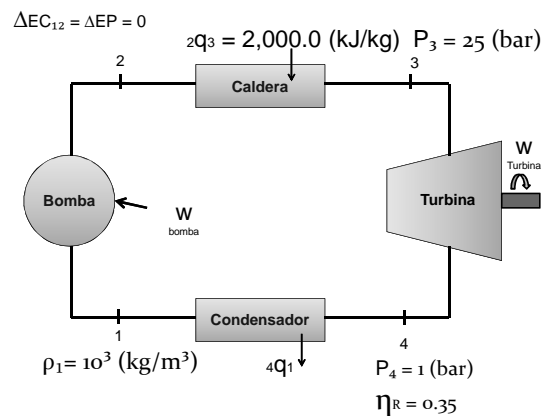 ΔEC₁₂ = ΔEP = 0
₂q₃ = 2,000.0 (kJ/kg)
P₃ = 25 (bar)
2
3
Caldera
Bomba
W
bomba
W
Turbina
Turbina
Condensador
1
4
ρ₁= 10³ (kg/m³)
₄q₁
P₄ = 1 (bar)
ηR = 0.35